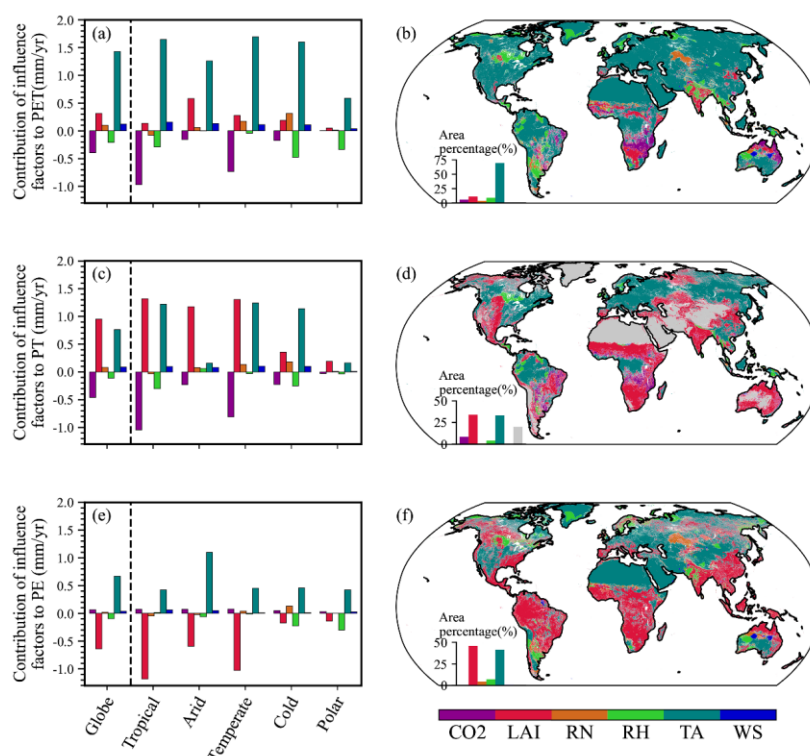 Contribution of influence
factors to PET(mm/yr)
2.0
1.5
1.0
0.5
0.0
-0.5
-1.0
(a)
(b)
Area
percentage(%)
75
50
25
0
Contribution of influence
factors to PT (mm/yr)
2.0
1.5
1.0
0.5
0.0
-0.5
-1.0
(c)
(d)
Area
percentage(%)
50
25
0
Contribution of influence
factors to PE (mm/yr)
2.0
1.5
1.0
0.5
0.0
-0.5
-1.0
(e)
(f)
Area
percentage(%)
50
25
0
Globe
Tropical
Arid
Temperate
Cold
Polar
CO2 LAI RN RH TA WS